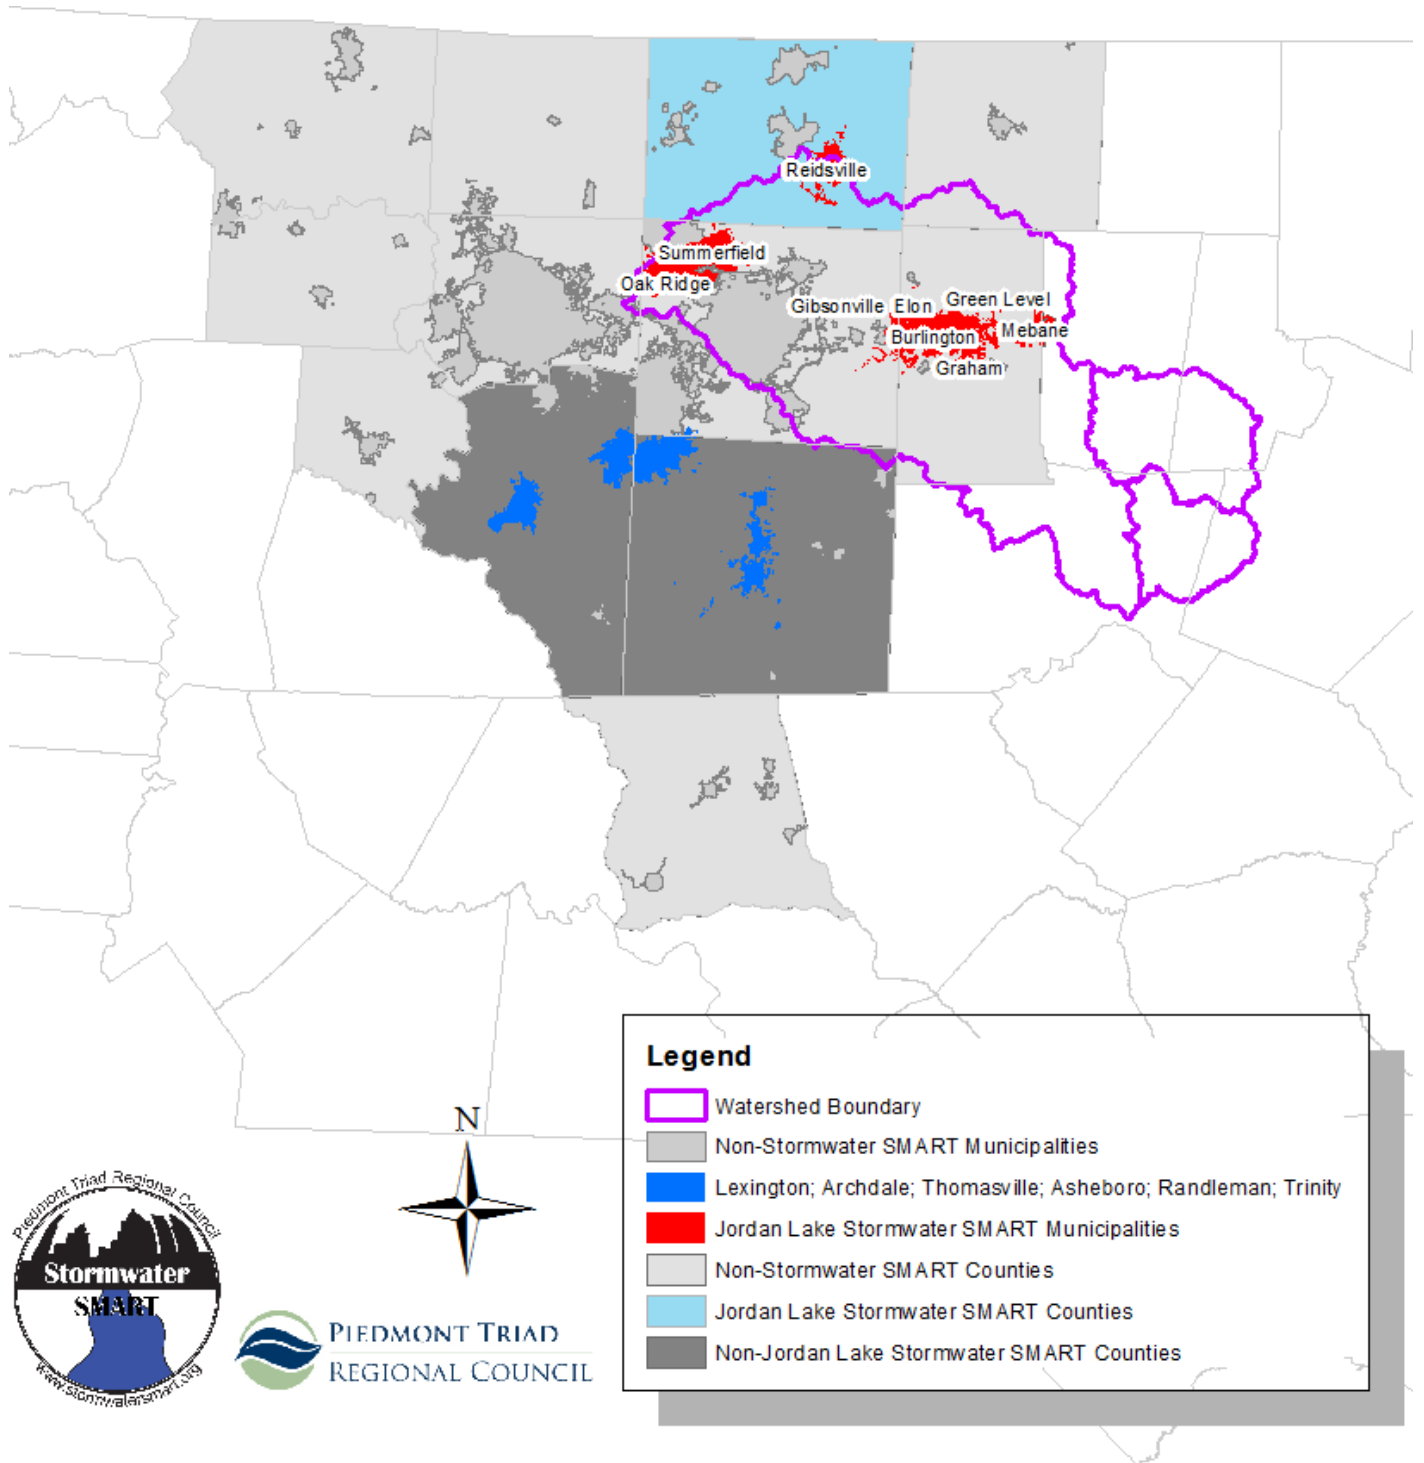 Reidsville
Summerfield
Oak Ridge
Gibsonville Elon Green Level
Burlington Mebane
Graham
Legend
Watershed Boundary
Non-Stormwater SMART Municipalities
Lexington; Archdale; Thomasville; Asheboro; Randleman; Trinity
Jordan Lake Stormwater SMART Municipalities
Non-Stormwater SMART Counties
Jordan Lake Stormwater SMART Counties
Non-Jordan Lake Stormwater SMART Counties
N
Piedmont Triad Regional Council
Stormwater
SMART
www.stormwatersmart.org
PIEDMONT TRIAD
REGIONAL COUNCIL